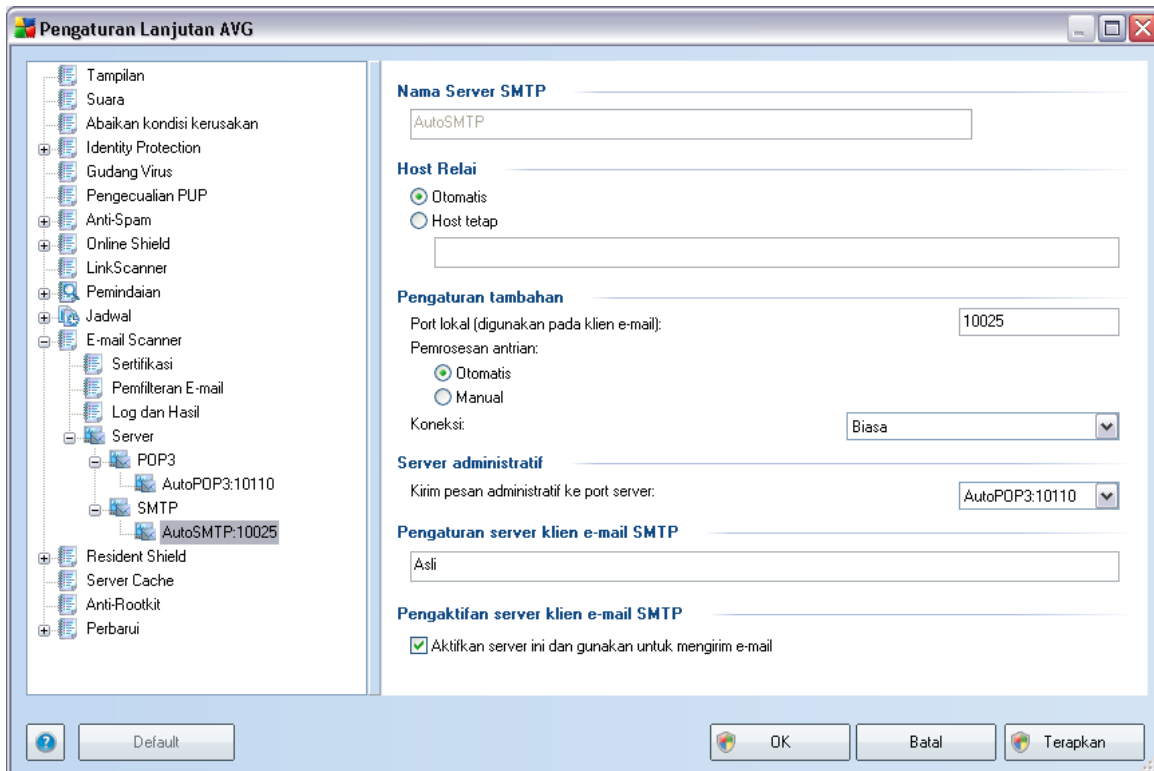 Pengaturan Lanjutan AVG
Tampilan
Suara
Abaikan kondisi kerusakan
Identity Protection
Gudang Virus
Pengecualian PUP
Anti-Spam
Online Shield
LinkScanner
Pemindaian
Jadwal
E-mail Scanner
Sertifikasi
Pemfilteran E-mail
Log dan Hasil
Server
POP3
AutoPOP3:10110
SMTP
AutoSMTP:10025
Resident Shield
Server Cache
Anti-Rootkit
Perbarui
Nama Server SMTP
AutoSMTP
Host Relai
Otomatis
Host tetap
Pengaturan tambahan
Port lokal (digunakan pada klien e-mail): 10025
Pemrosesan antrian:
Otomatis
Manual
Koneksi: Biasa
Server administratif
Kirim pesan administratif ke port server: AutoPOP3:10110
Pengaturan server klien e-mail SMTP
Asli
Pengaktifan server klien e-mail SMTP
Aktifkan server ini dan gunakan untuk mengirim e-mail
? Default OK Batal Terapkan